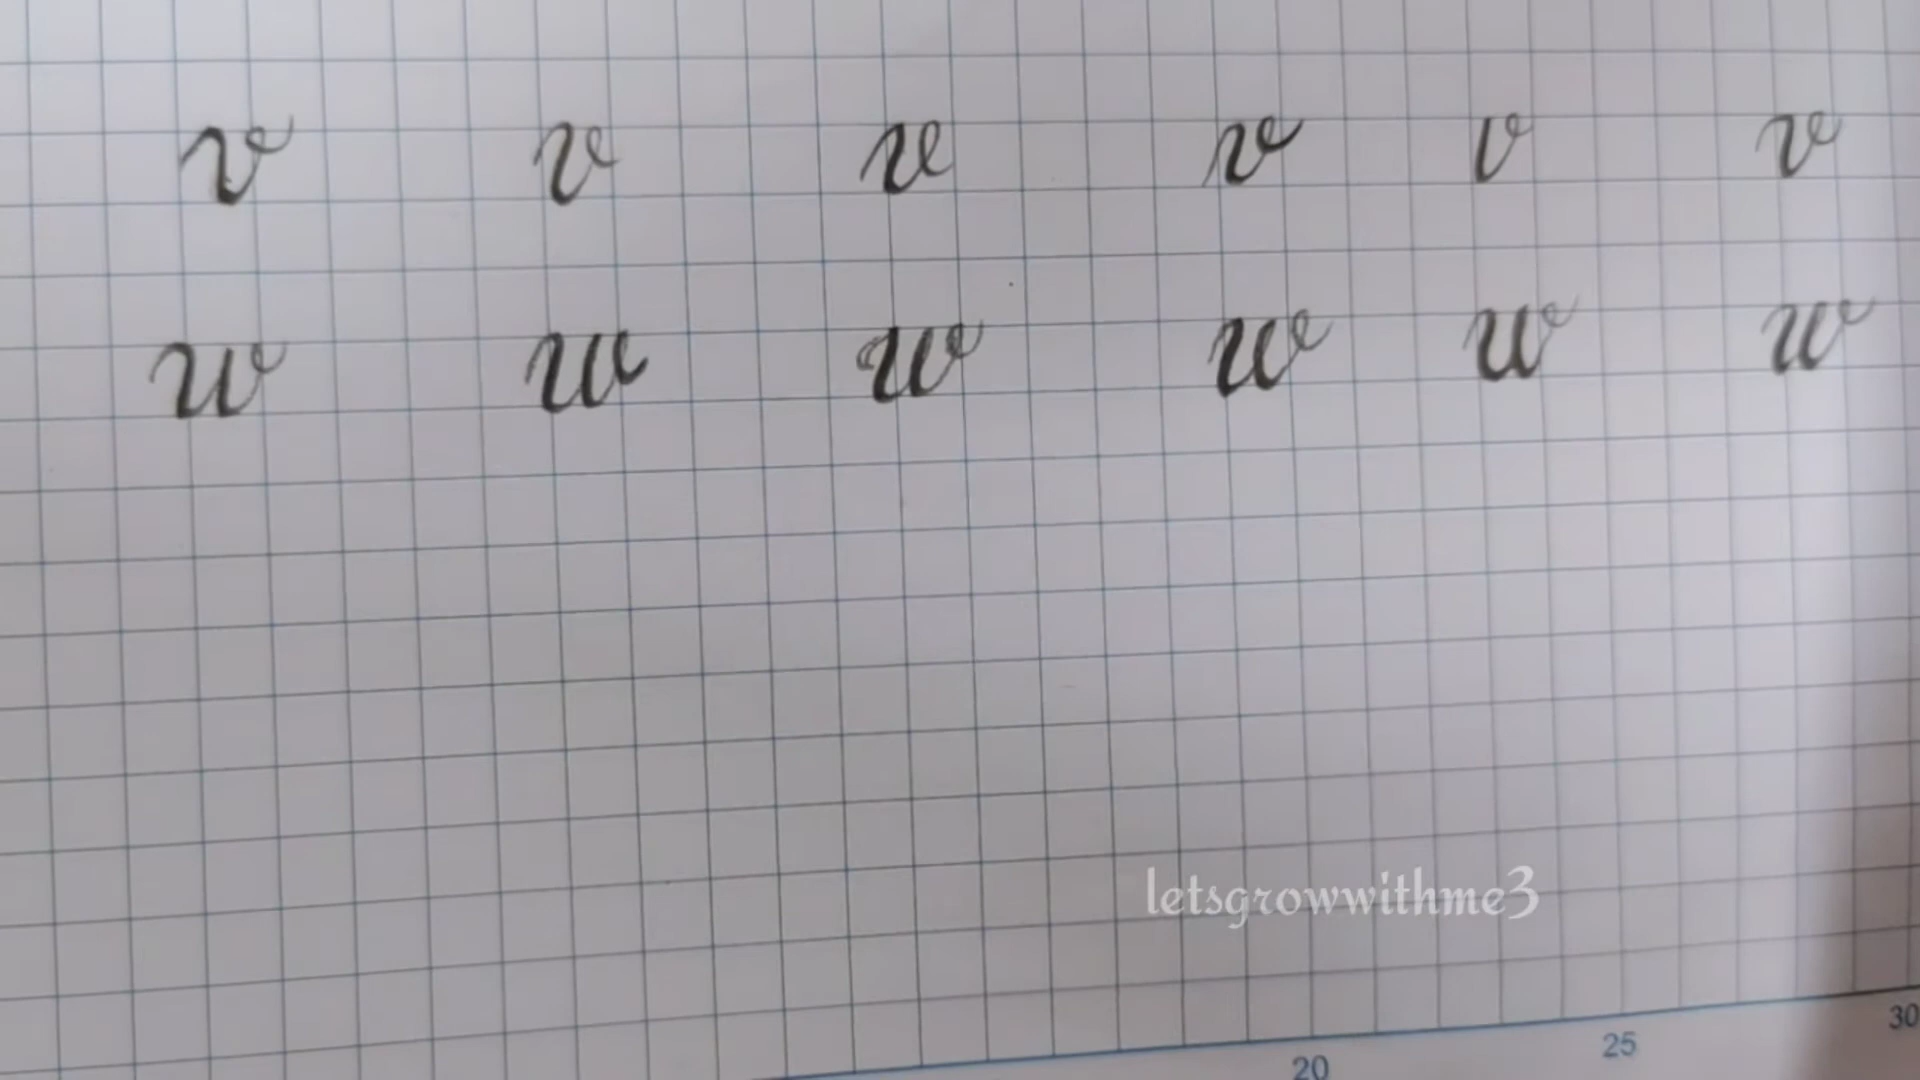 v v v v v v
w w w w w w
letsgrowwithme3
20 25 30